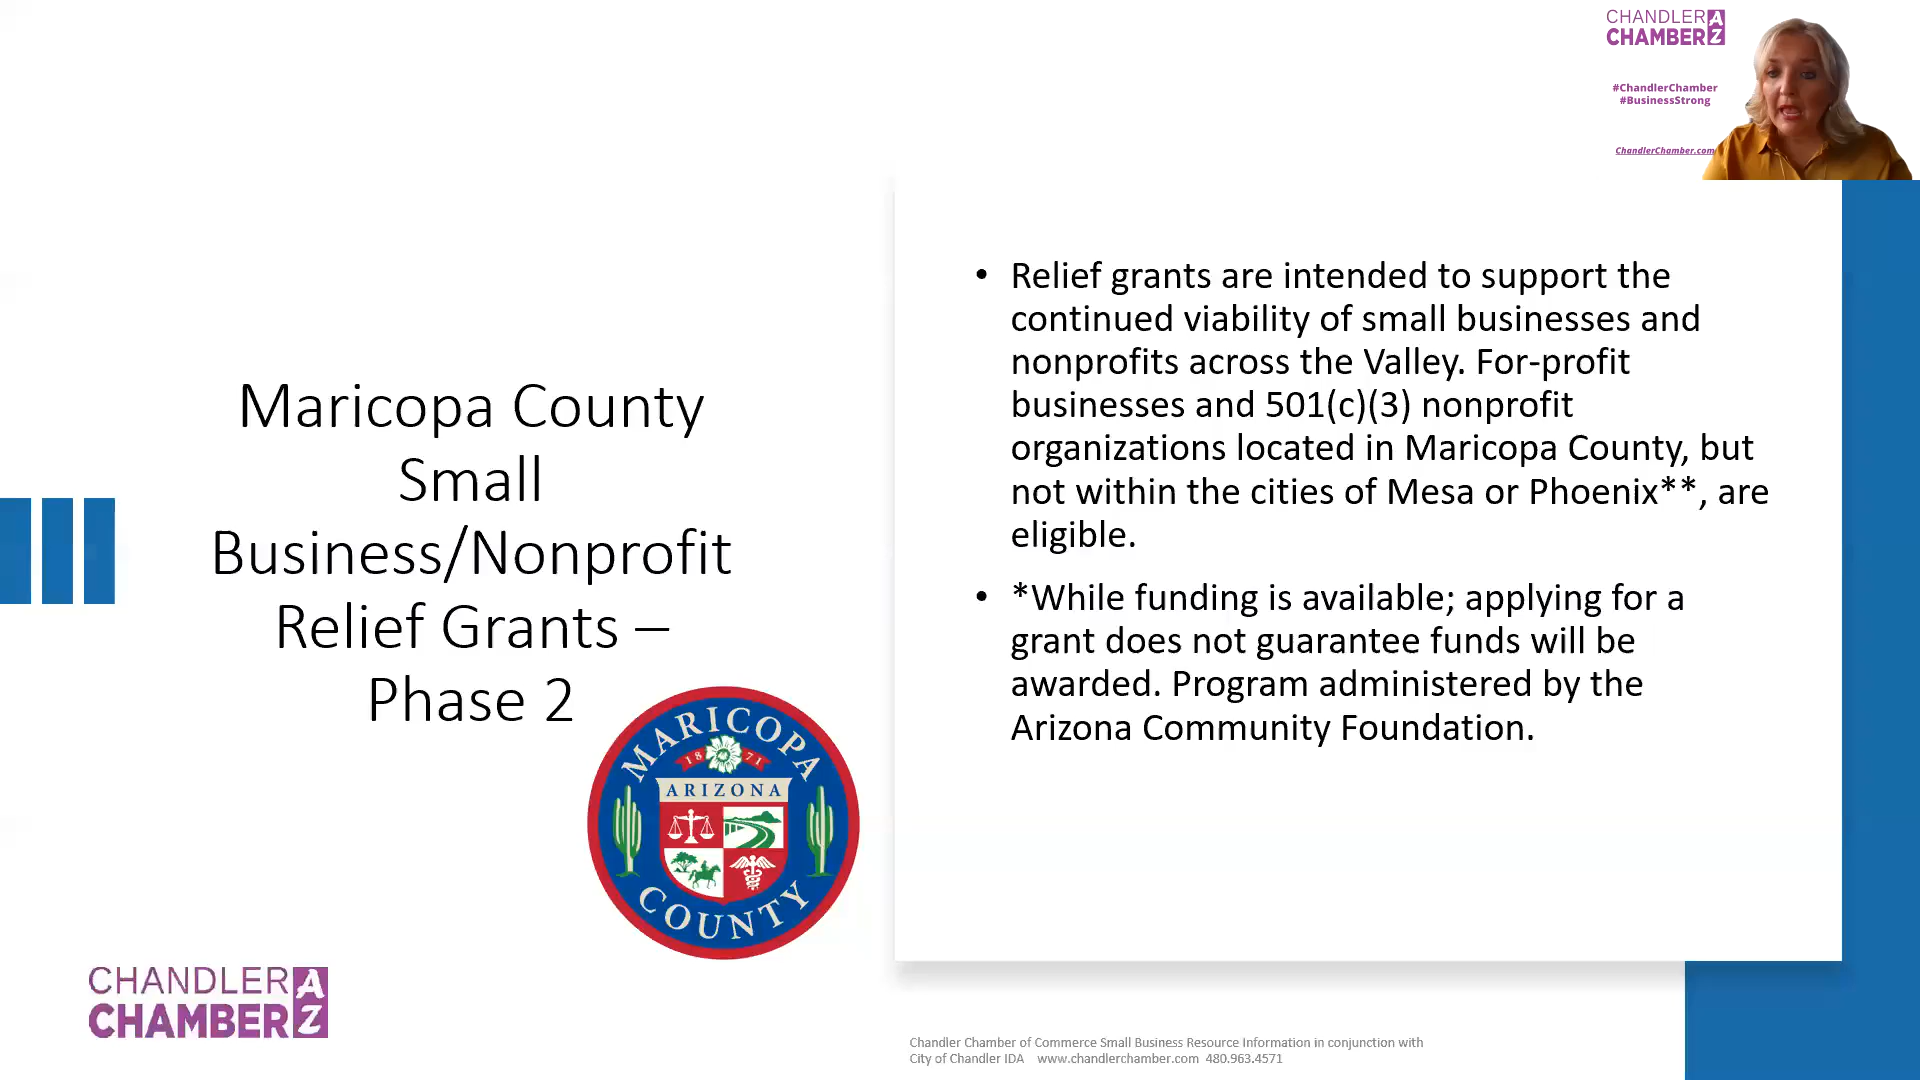 CHANDLER AZ
CHAMBER
#ChandlerChamber
#BusinessStrong
ChandlerChamber.com
Maricopa County
Small
Business/Nonprofit
Relief Grants –
Phase 2
• Relief grants are intended to support the
continued viability of small businesses and
nonprofits across the Valley. For-profit
businesses and 501(c)(3) nonprofit
organizations located in Maricopa County, but
not within the cities of Mesa or Phoenix**, are
eligible.
• *While funding is available; applying for a
grant does not guarantee funds will be
awarded. Program administered by the
Arizona Community Foundation.
MARICOPA
18 71
ARIZONA
COUNTY
CHANDLER AZ
CHAMBER
Chandler Chamber of Commerce Small Business Resource Information in conjunction with
City of Chandler IDA www.chandlerchamber.com 480.963.4571